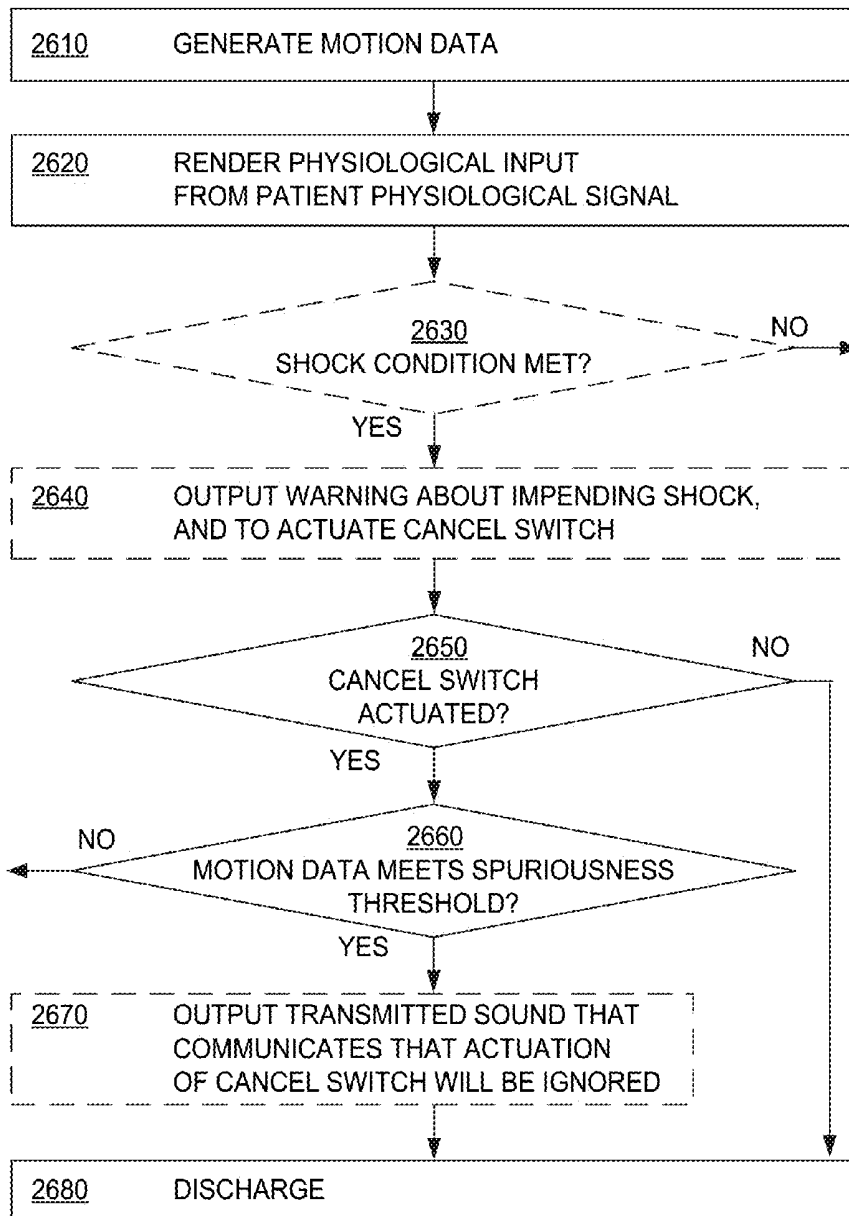 2610 GENERATE MOTION DATA
2620 RENDER PHYSIOLOGICAL INPUT
FROM PATIENT PHYSIOLOGICAL SIGNAL
2630
SHOCK CONDITION MET?
NO
YES
2640 OUTPUT WARNING ABOUT IMPENDING SHOCK,
AND TO ACTUATE CANCEL SWITCH
2650
CANCEL SWITCH
ACTUATED?
NO
YES
NO
2660
MOTION DATA MEETS SPURIOUSNESS
THRESHOLD?
YES
2670 OUTPUT TRANSMITTED SOUND THAT
COMMUNICATES THAT ACTUATION
OF CANCEL SWITCH WILL BE IGNORED
2680 DISCHARGE